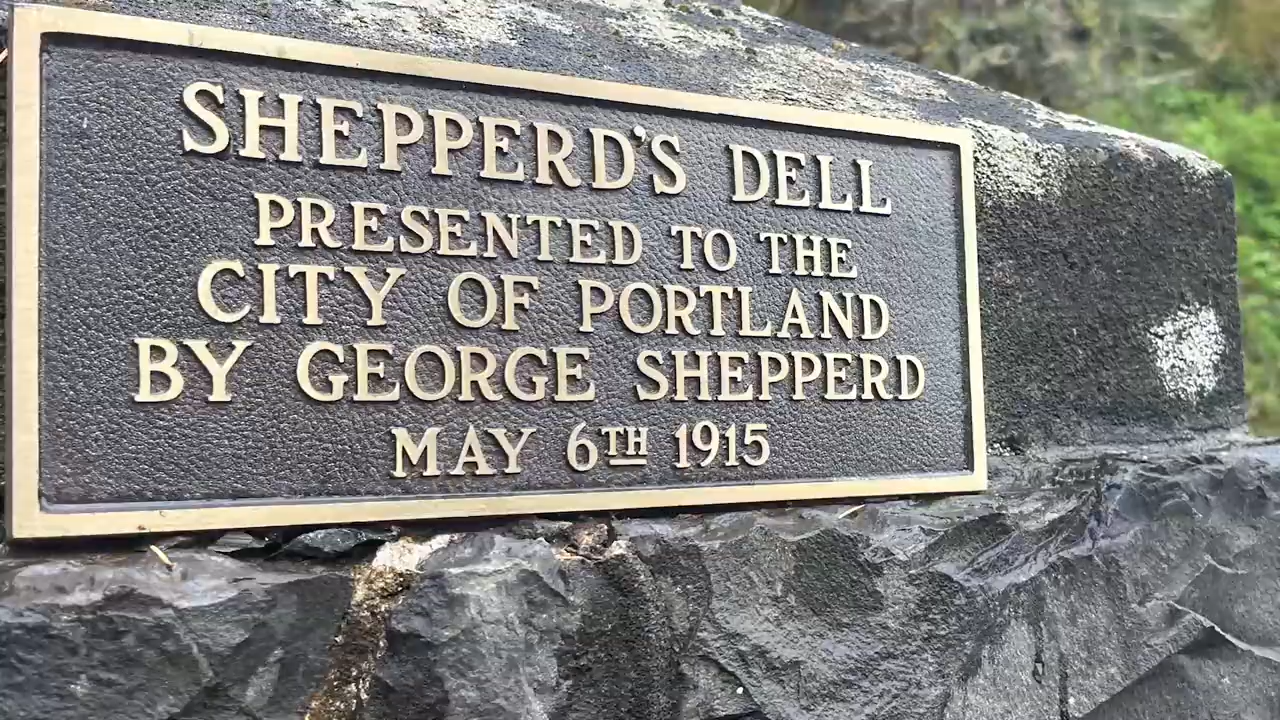 SHEPPERD'S DELL
PRESENTED TO THE
CITY OF PORTLAND
BY GEORGE SHEPPERD
MAY 6TH 1915